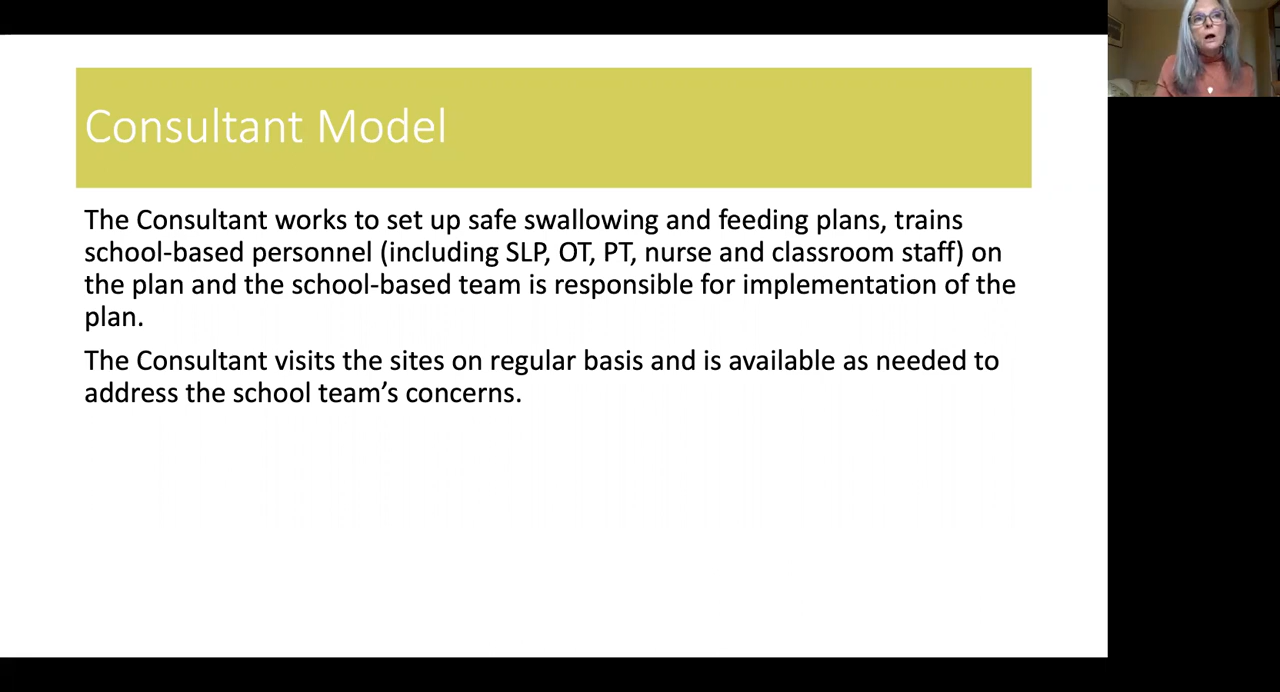 Consultant Model
The Consultant works to set up safe swallowing and feeding plans, trains
school-based personnel (including SLP, OT, PT, nurse and classroom staff) on
the plan and the school-based team is responsible for implementation of the
plan.
The Consultant visits the sites on regular basis and is available as needed to
address the school team’s concerns.